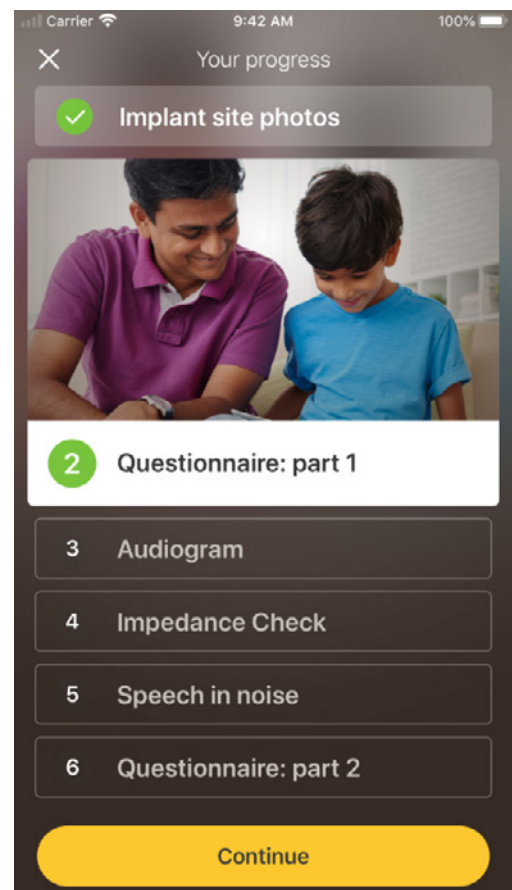 Carrier 9:42 AM 100%
Your progress
Implant site photos
2 Questionnaire: part 1
3 Audiogram
4 Impedance Check
5 Speech in noise
6 Questionnaire: part 2
Continue